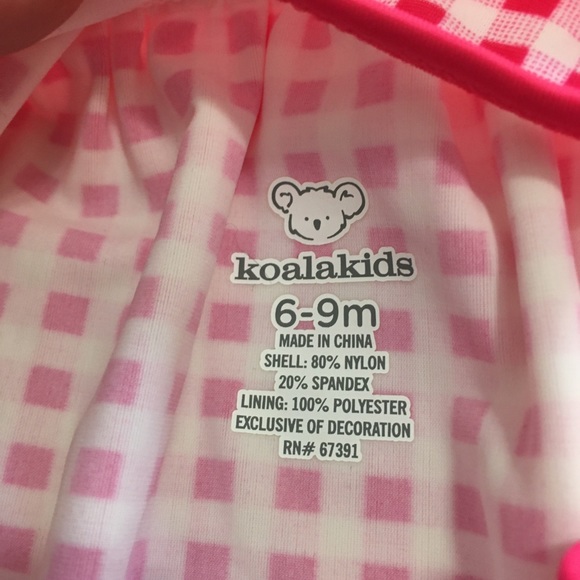 koalakids
6-9m
MADE IN CHINA
SHELL: 80% NYLON
20% SPANDEX
LINING: 100% POLYESTER
EXCLUSIVE OF DECORATION
RN# 67391